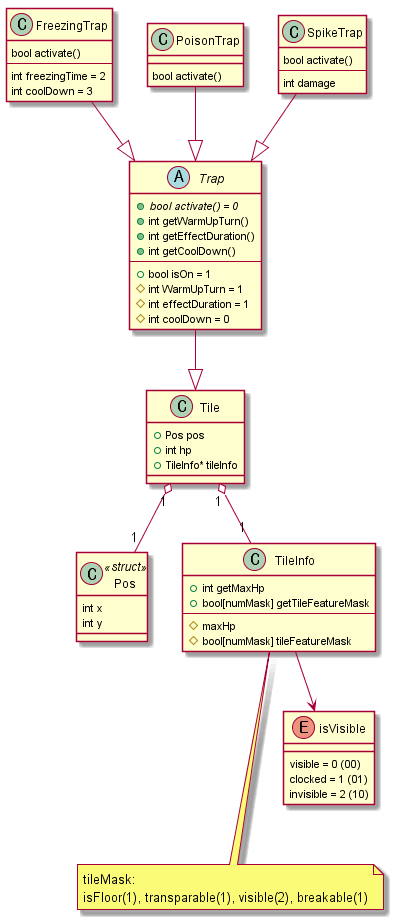 C FreezingTrap
bool activate()
int freezingTime = 2
int coolDown = 3
C PoisonTrap
bool activate()
C SpikeTrap
bool activate()
int damage
A Trap
bool activate() = 0
int getWarmUpTurn()
int getEffectDuration()
int getCoolDown()
bool isOn = 1
int WarmUpTurn = 1
int effectDuration = 1
int coolDown = 0
C Tile
Pos pos
int hp
TileInfo* tileInfo
1
1
1
1
C «struct»
Pos
int x
int y
C TileInfo
int getMaxHp
bool[numMask] getTileFeatureMask
maxHp
bool[numMask] tileFeatureMask
E isVisible
visible = 0 (00)
clocked = 1 (01)
invisible = 2 (10)
tileMask:
isFloor(1), transparable(1), visible(2), breakable(1)